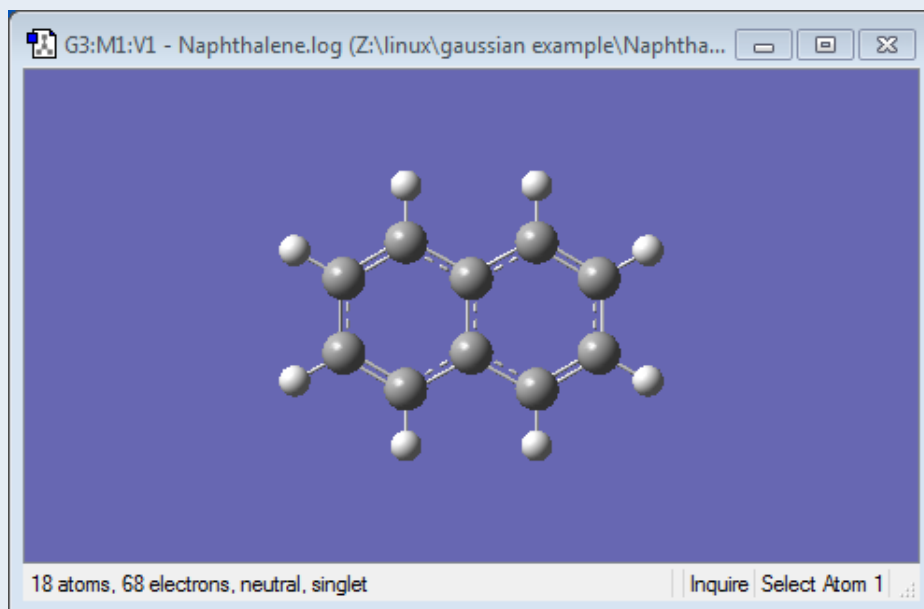 G3:M1:V1 - Naphthalene.log (Z:\linux\gaussian example\Naphtha...
18 atoms, 68 electrons, neutral, singlet
Inquire
Select Atom 1